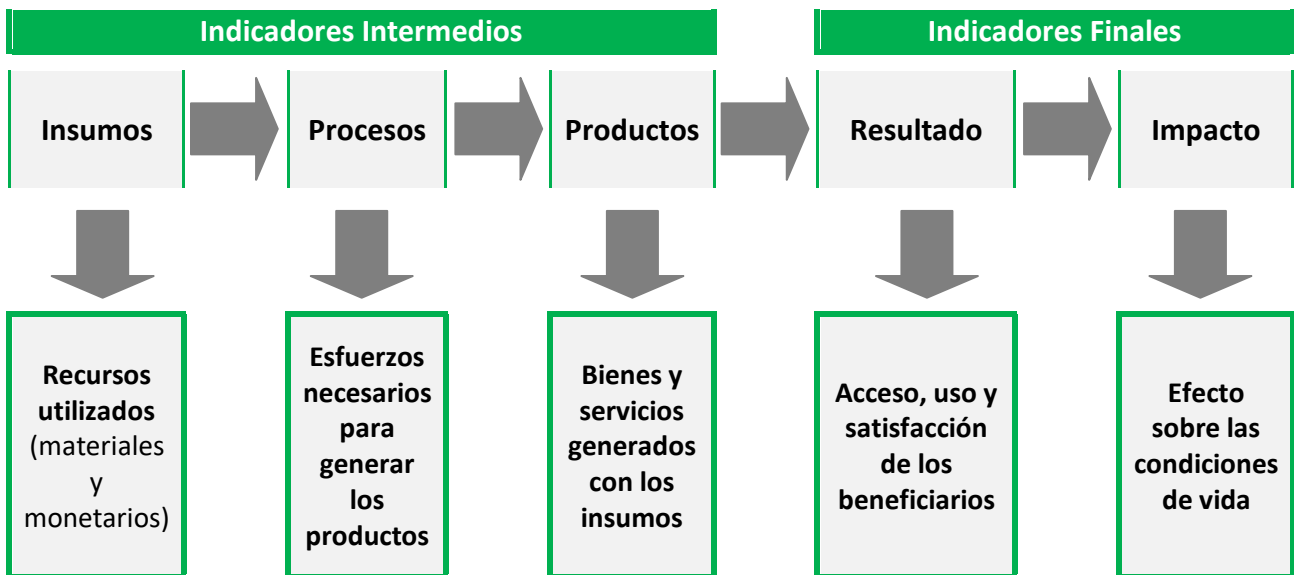 Indicadores Intermedios
Indicadores Finales
Insumos
Procesos
Productos
Resultado
Impacto
Recursos
utilizados
(materiales
y
monetarios)
Esfuerzos
necesarios
para
generar
los
productos
Bienes y
servicios
generados
con los
insumos
Acceso, uso y
satisfacción
de los
beneficiarios
Efecto
sobre las
condiciones
de vida